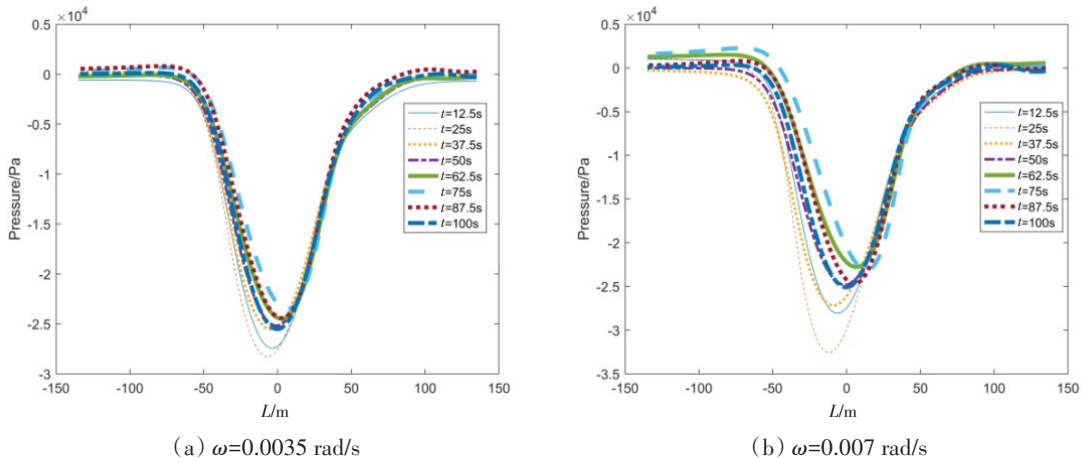 ×10⁴
0.5
0
-0.5
-1
-1.5
-2
-2.5
-3
Pressure/Pa
-150 -100 -50 0 50 100 150
L/m
t=12.5s
t=25s
t=37.5s
t=50s
t=62.5s
t=75s
t=87.5s
t=100s
(a) ω=0.0035 rad/s
×10⁴
0.5
0
-0.5
-1
-1.5
-2
-2.5
-3
-3.5
Pressure/Pa
-150 -100 -50 0 50 100 150
L/m
t=12.5s
t=25s
t=37.5s
t=50s
t=62.5s
t=75s
t=87.5s
t=100s
(b) ω=0.007 rad/s